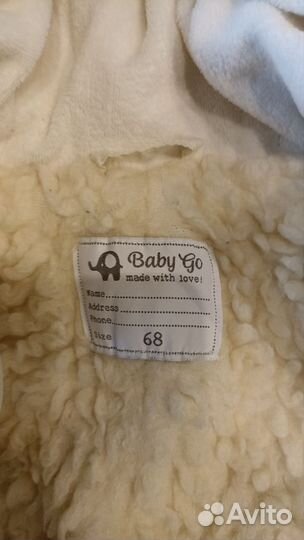 Baby Go
made with love!
Name..............................
Address..........................
Phone............................
Size 68
Avito